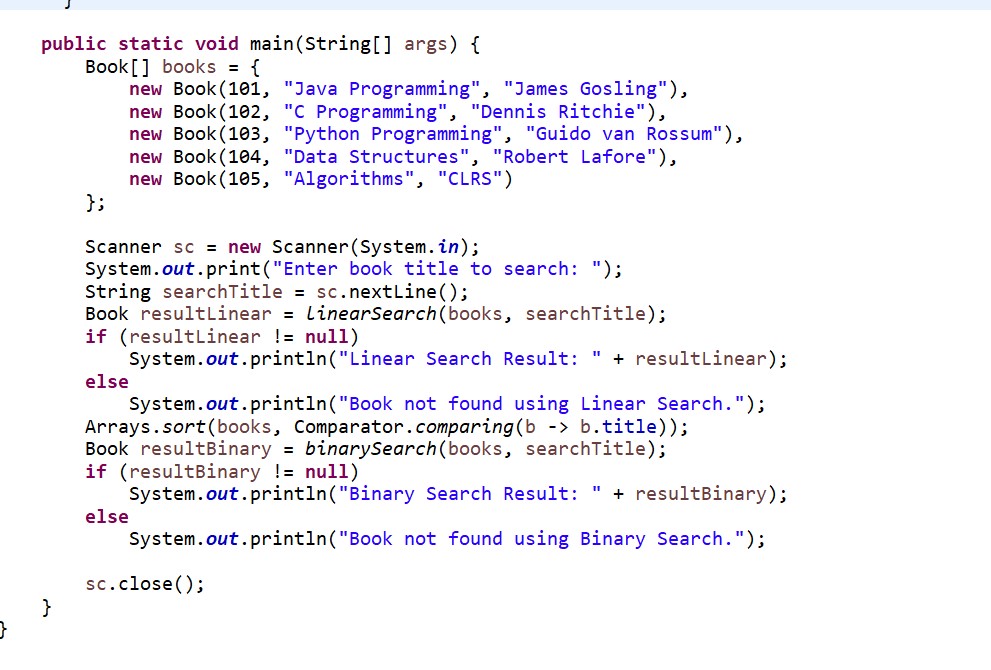 }
public static void main(String[] args) {
Book[] books = {
new Book(101, "Java Programming", "James Gosling"),
new Book(102, "C Programming", "Dennis Ritchie"),
new Book(103, "Python Programming", "Guido van Rossum"),
new Book(104, "Data Structures", "Robert Lafore"),
new Book(105, "Algorithms", "CLRS")
};
Scanner sc = new Scanner(System.in);
System.out.print("Enter book title to search: ");
String searchTitle = sc.nextLine();
Book resultLinear = linearSearch(books, searchTitle);
if (resultLinear != null)
System.out.println("Linear Search Result: " + resultLinear);
else
System.out.println("Book not found using Linear Search.");
Arrays.sort(books, Comparator.comparing(b -> b.title));
Book resultBinary = binarySearch(books, searchTitle);
if (resultBinary != null)
System.out.println("Binary Search Result: " + resultBinary);
else
System.out.println("Book not found using Binary Search.");
sc.close();
}
}